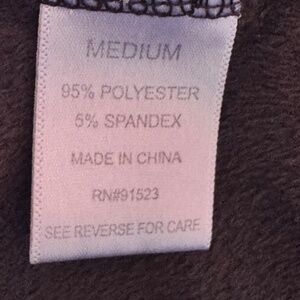 MEDIUM
95% POLYESTER
5% SPANDEX
MADE IN CHINA
RN#91523
SEE REVERSE FOR CARE